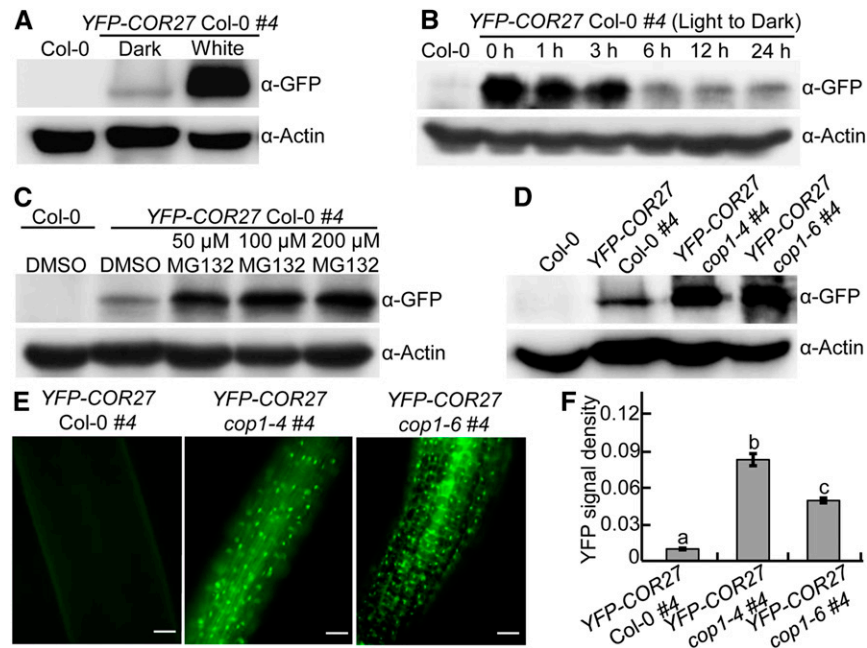 A
YFP-COR27 Col-0 #4
Col-0 Dark White
α-GFP
α-Actin
B
YFP-COR27 Col-0 #4 (Light to Dark)
Col-0 0 h 1 h 3 h 6 h 12 h 24 h
α-GFP
α-Actin
C
Col-0 YFP-COR27 Col-0 #4
50 µM 100 µM 200 µM
DMSO DMSO MG132 MG132 MG132
α-GFP
α-Actin
D
Col-0
YFP-COR27
Col-0 #4
YFP-COR27
cop1-4 #4
YFP-COR27
cop1-6 #4
α-GFP
α-Actin
E
YFP-COR27
Col-0 #4
YFP-COR27
cop1-4 #4
YFP-COR27
cop1-6 #4
F
YFP signal density
0.12
0.09
0.06
0.03
0
a
b
c
YFP-COR27
Col-0 #4
YFP-COR27
cop1-4 #4
YFP-COR27
cop1-6 #4